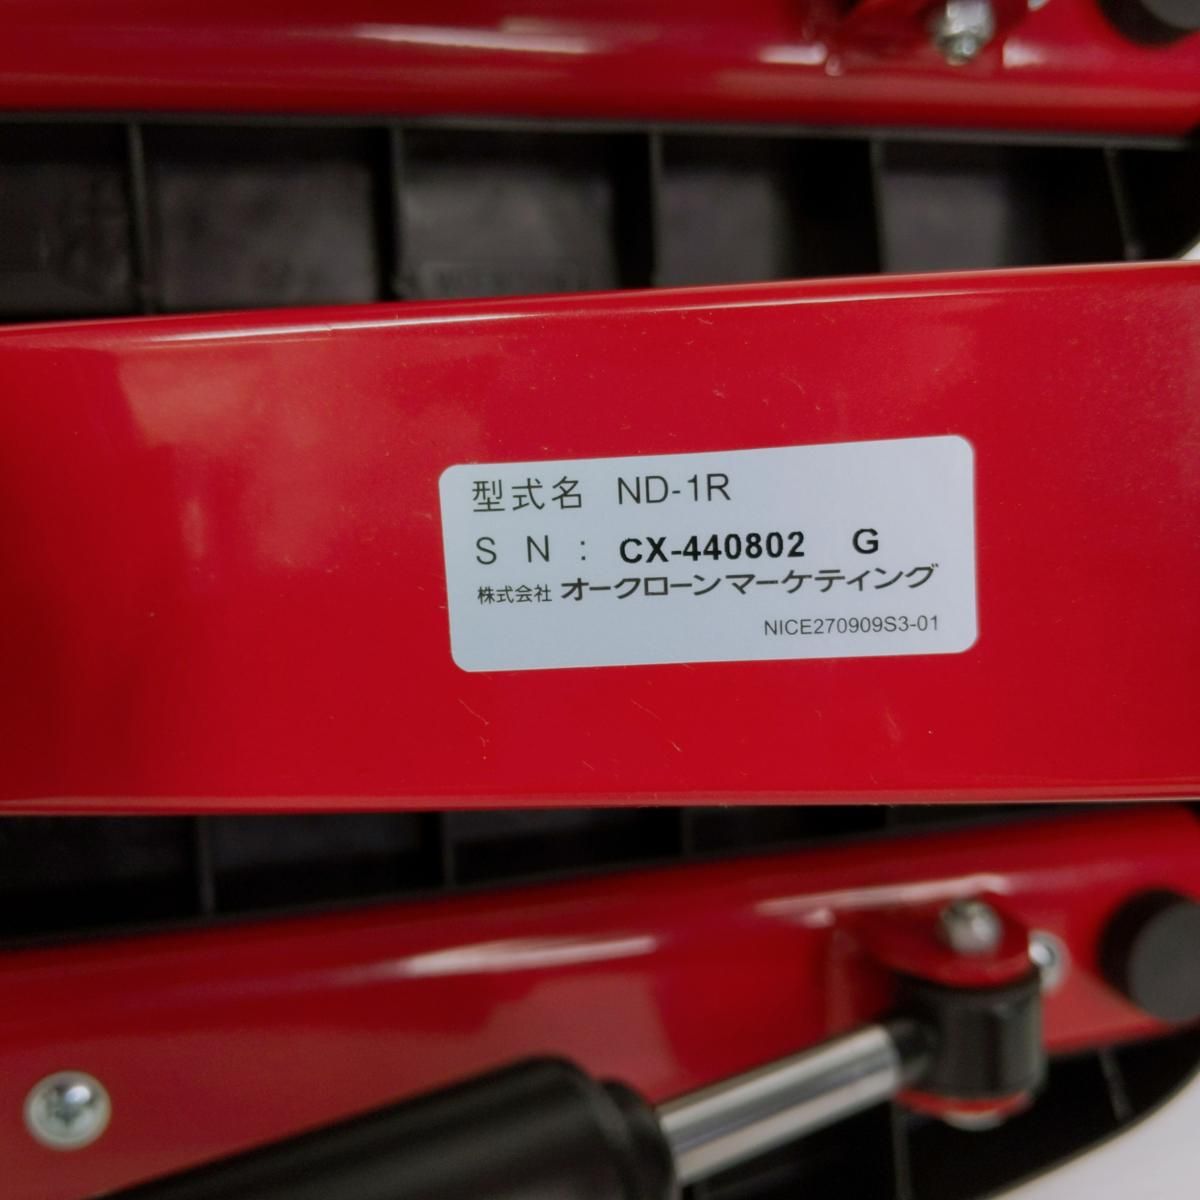 型式名 ND-1R
S N : CX-440802 G
株式会社 オークローンマーケティング
NICE270909S3-01